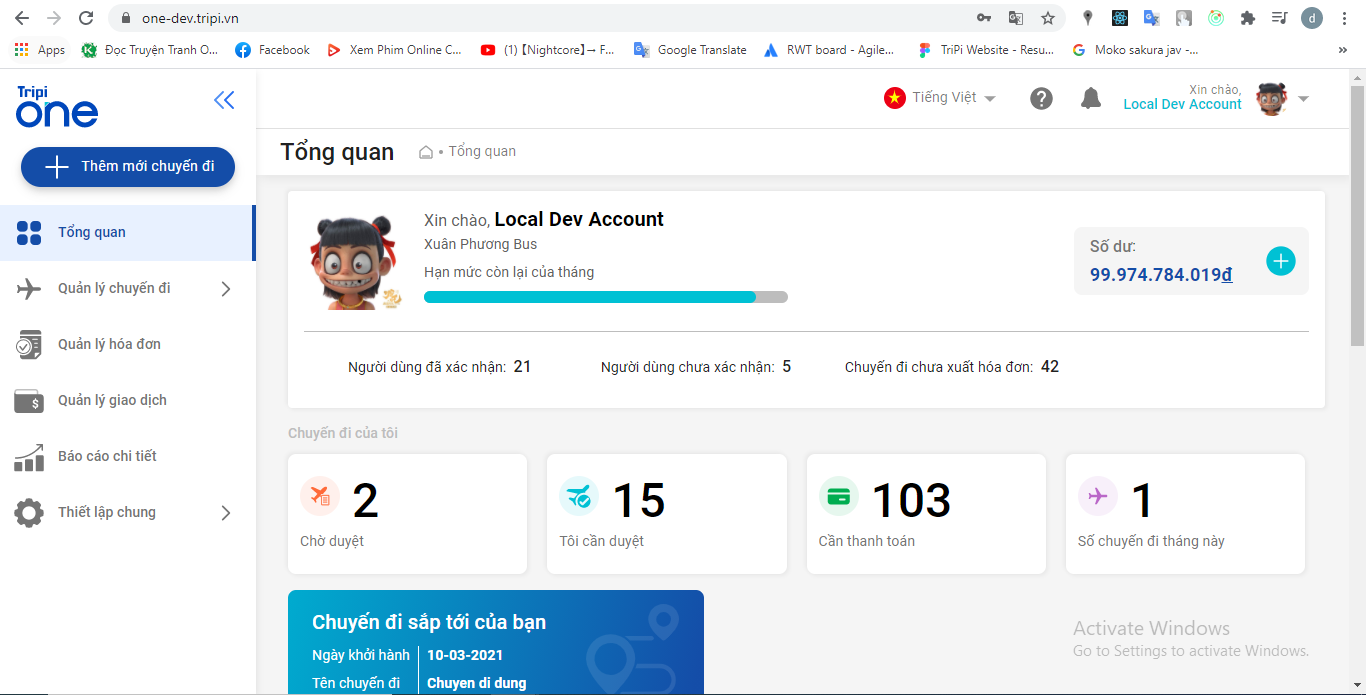 one-dev.tripi.vn
d
Apps
Đọc Truyện Tranh O...
Facebook
Xem Phim Online C...
(1) 【Nightcore】→ F...
Google Translate
RWT board - Agile...
TriPi Website - Resu...
Moko sakura jav -...
»
Tripi
one
Tiếng Việt
Xin chào,
Local Dev Account
Thêm mới chuyến đi
Tổng quan
Quản lý chuyến đi
Quản lý hóa đơn
Quản lý giao dịch
Báo cáo chi tiết
Thiết lập chung
Tổng quan
• Tổng quan
Xin chào, Local Dev Account
Xuân Phương Bus
Hạn mức còn lại của tháng
Số dư:
99.974.784.019đ
Người dùng đã xác nhận: 21
Người dùng chưa xác nhận: 5
Chuyến đi chưa xuất hóa đơn: 42
Chuyến đi của tôi
2
Chờ duyệt
15
Tôi cần duyệt
103
Cần thanh toán
1
Số chuyến đi tháng này
Chuyến đi sắp tới của bạn
Ngày khởi hành 10-03-2021
Tên chuyến đi Chuyen di dung
Activate Windows
Go to Settings to activate Windows.